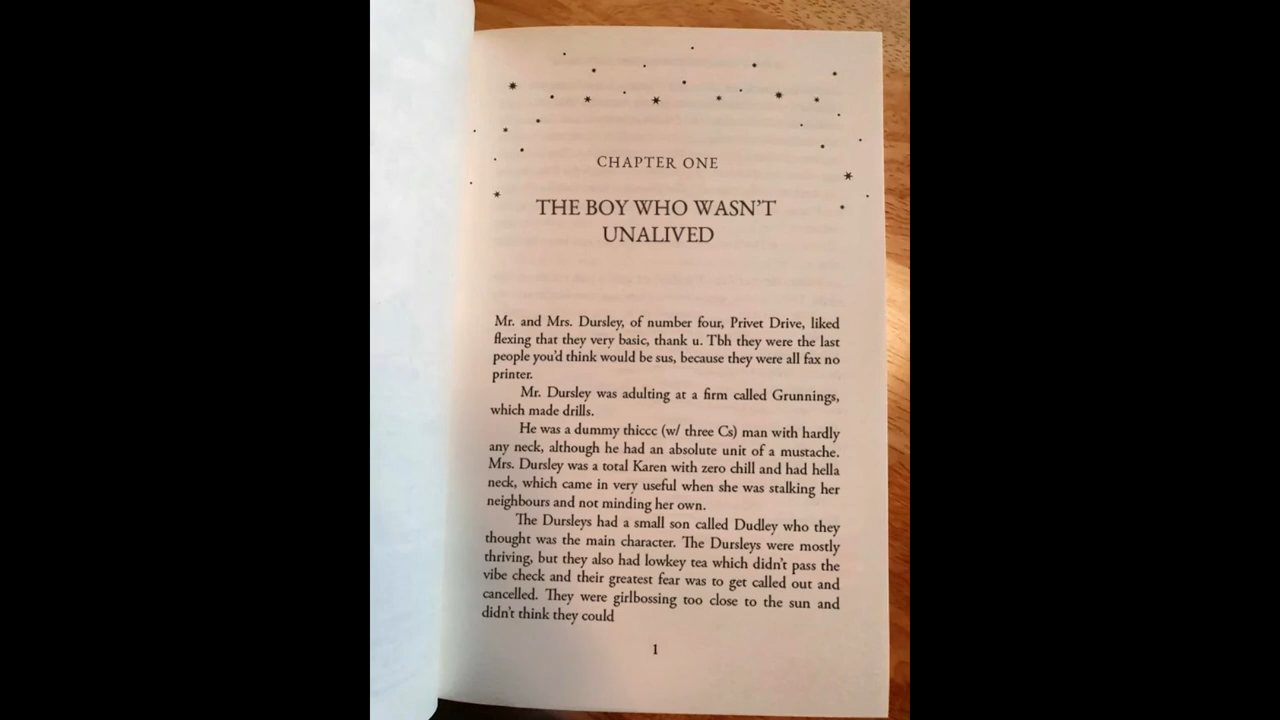 CHAPTER ONE
THE BOY WHO WASN'T
UNALIVED
Mr. and Mrs. Dursley, of number four, Privet Drive, liked
flexing that they very basic, thank u. Tbh they were the last
people you'd think would be sus, because they were all fax no
printer.
Mr. Dursley was adulting at a firm called Grunnings,
which made drills.
He was a dummy thiccc (w/ three Cs) man with hardly
any neck, although he had an absolute unit of a mustache.
Mrs. Dursley was a total Karen with zero chill and had hella
neck, which came in very useful when she was stalking her
neighbours and not minding her own.
The Dursleys had a small son called Dudley who they
thought was the main character. The Dursleys were mostly
thriving, but they also had lowkey tea which didn't pass the
vibe check and their greatest fear was to get called out and
cancelled. They were girlbossing too close to the sun and
didn't think they could
1